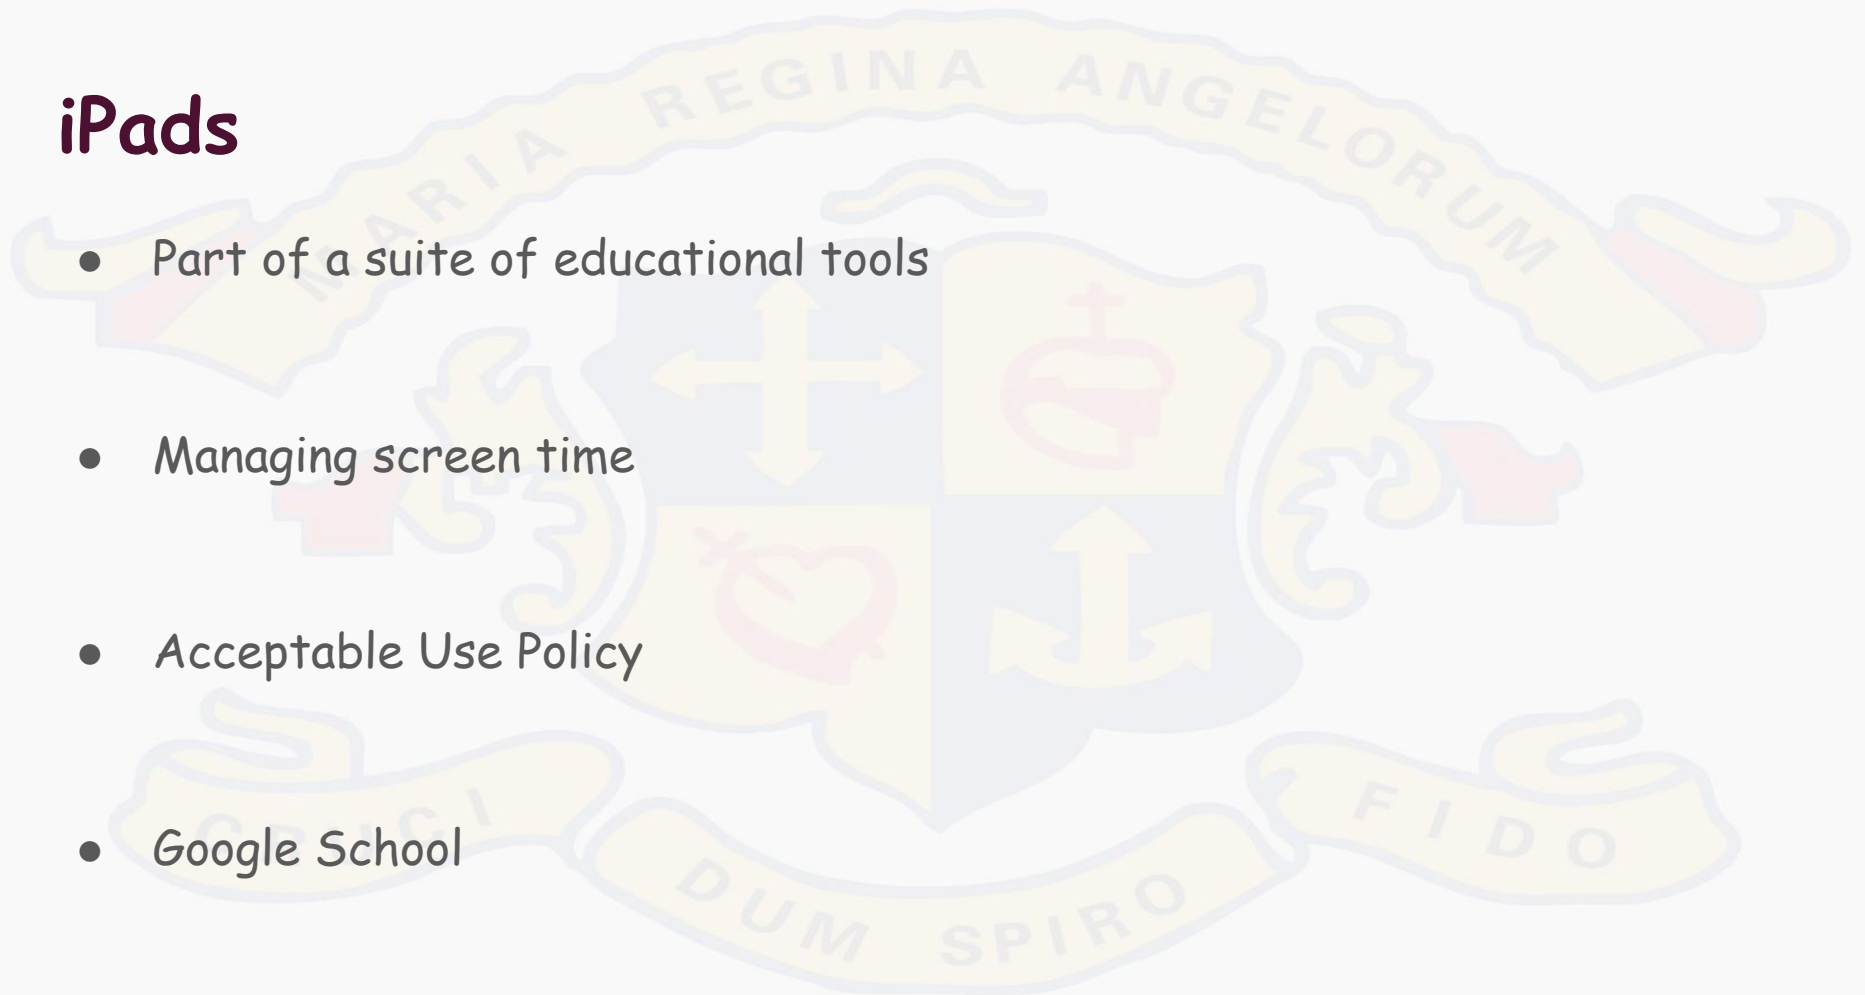 MARIA REGINA ANGELORUM
iPads
● Part of a suite of educational tools
● Managing screen time
● Acceptable Use Policy
● Google School
CRUCI DUM SPIRO FIDO